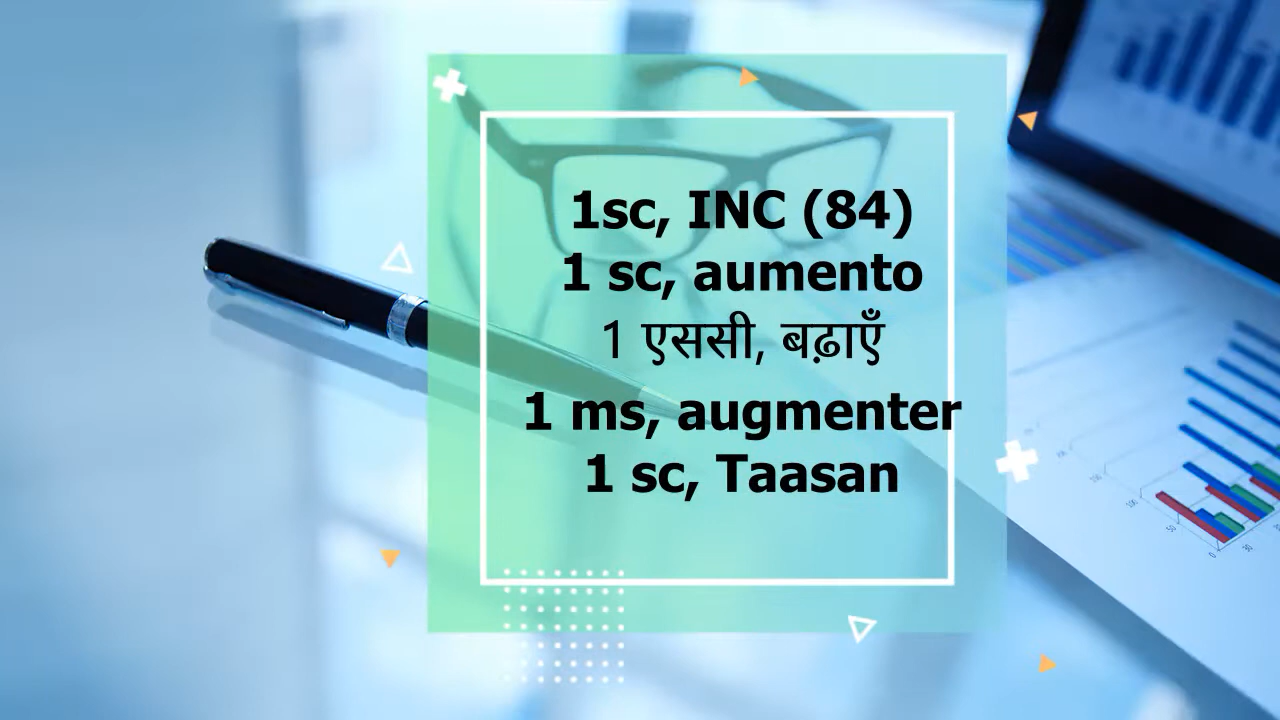 1sc, INC (84)
1 sc, aumento
1 एससी, बढ़ाएँ
1 ms, augmenter
1 sc, Taasan